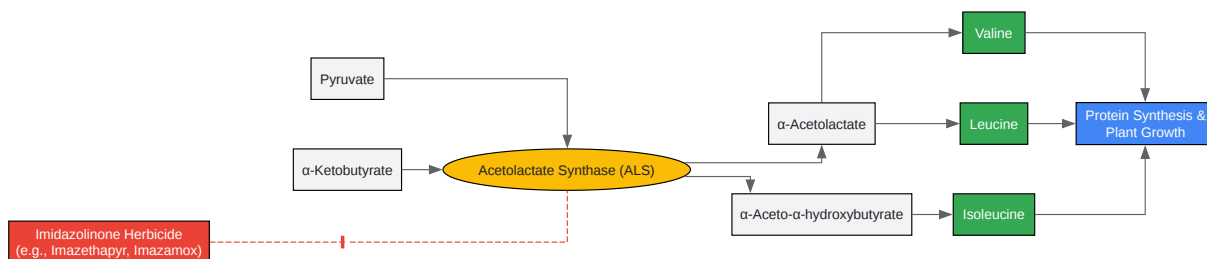 Valine
Pyruvate
α-Acetolactate
Leucine
Protein Synthesis &
Plant Growth
α-Ketobutyrate
Acetolactate Synthase (ALS)
α-Aceto-α-hydroxybutyrate
Isoleucine
Imidazolinone Herbicide
(e.g., Imazethapyr, Imazamox)